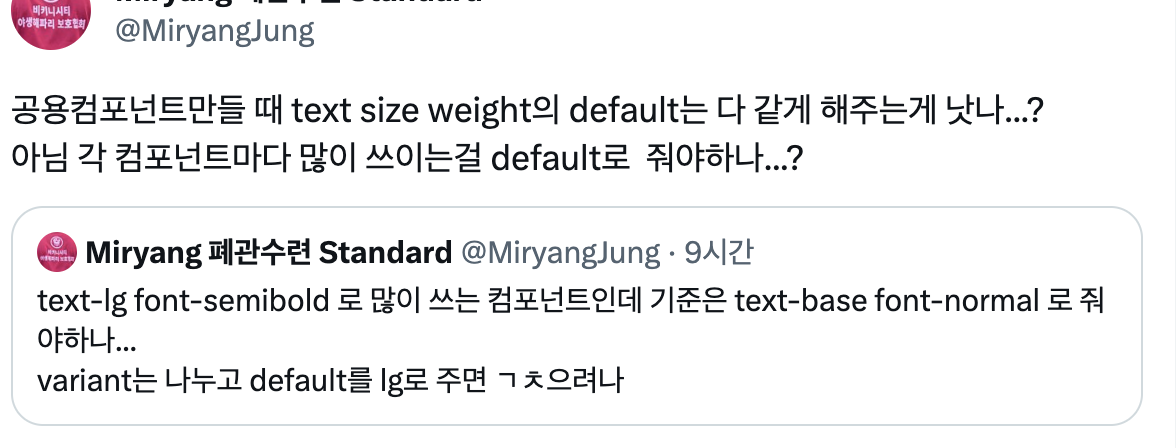 비키니시티
야생해파리 보호협회
@MiryangJung
공용컴포넌트만들 때 text size weight의 default는 다 같게 해주는게 낫나...?
아님 각 컴포넌트마다 많이 쓰이는걸 default로  줘야하나...?
Miryang 폐관수련 Standard @MiryangJung · 9시간
text-lg font-semibold 로 많이 쓰는 컴포넌트인데 기준은 text-base font-normal 로 줘
야하나...
variant는 나누고 default를 lg로 주면 ㄱㅊ으려나